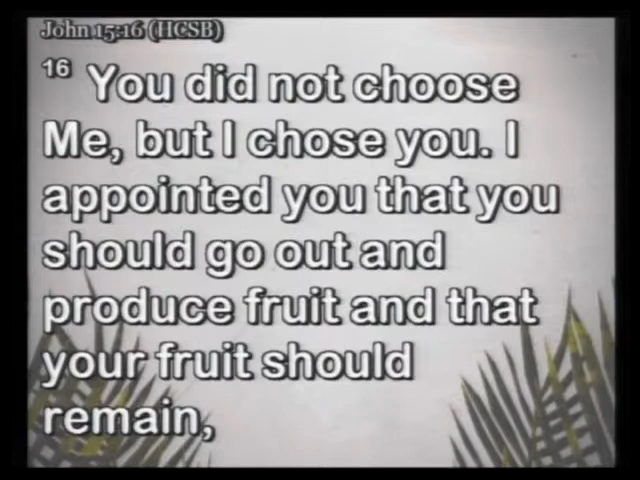 John 15:16 (HCSB)
16 You did not choose
Me, but I chose you. I
appointed you that you
should go out and
produce fruit and that
your fruit should
remain,